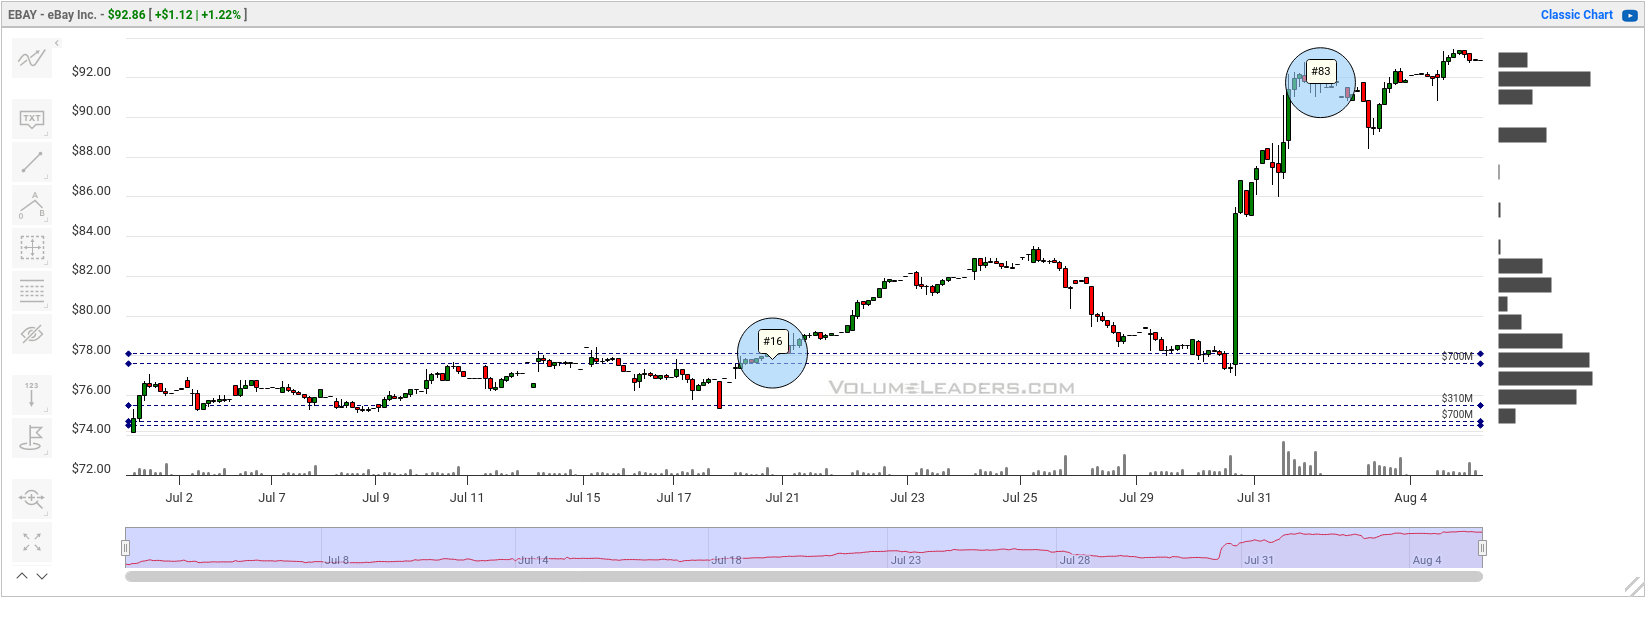 EBAY - eBay Inc. - $92.86 [ +$1.12 | +1.22% ]
Classic Chart
TXT
A
0 B
123
$92.00
$90.00
$88.00
$86.00
$84.00
$82.00
$80.00
$78.00
$76.00
$74.00
$72.00
#83
#16
$700M
$310M
$700M
VOLUMELEADERS.COM
Jul 2 Jul 7 Jul 9 Jul 11 Jul 15 Jul 17 Jul 21 Jul 23 Jul 25 Jul 29 Jul 31 Aug 4
Jul 8 Jul 14 Jul 18 Jul 23 Jul 28 Jul 31 Aug 4